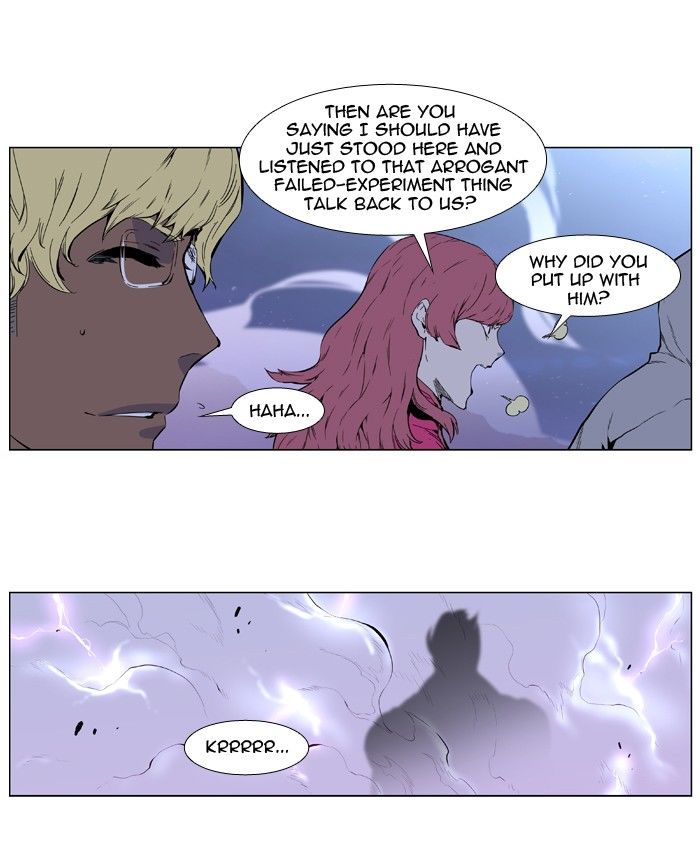 THEN ARE YOU
SAYING I SHOULD HAVE
JUST STOOD HERE AND
LISTENED TO THAT ARROGANT
FAILED-EXPERIMENT THING
TALK BACK TO US?
WHY DID YOU
PUT UP WITH
HIM?
HAHA...
KRRRRR...